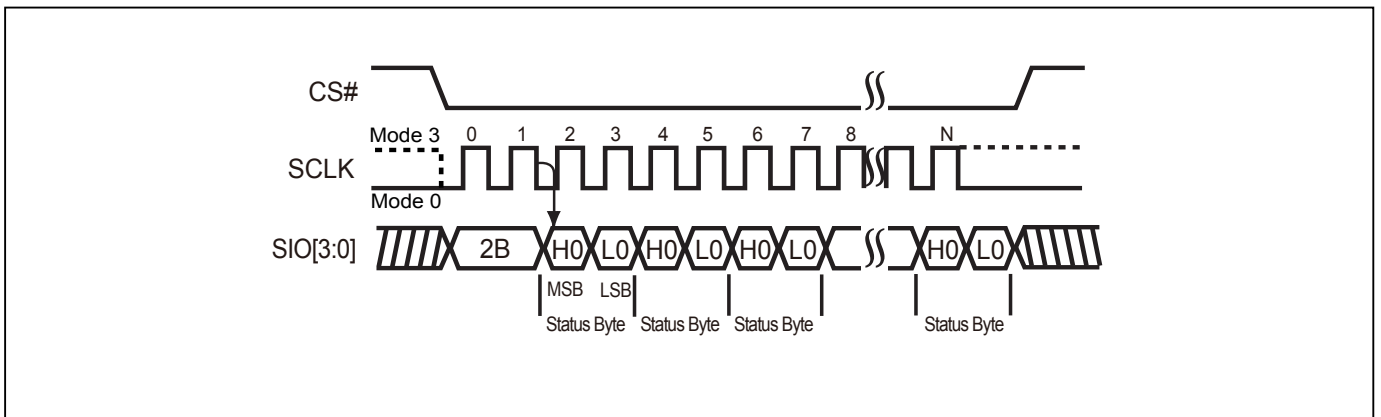 CS#
Mode 3 0 1 2 3 4 5 6 7 8 N
SCLK
Mode 0
SIO[3:0] 2B H0 L0 H0 L0 H0 L0 H0 L0
MSB LSB
Status Byte Status Byte Status Byte Status Byte